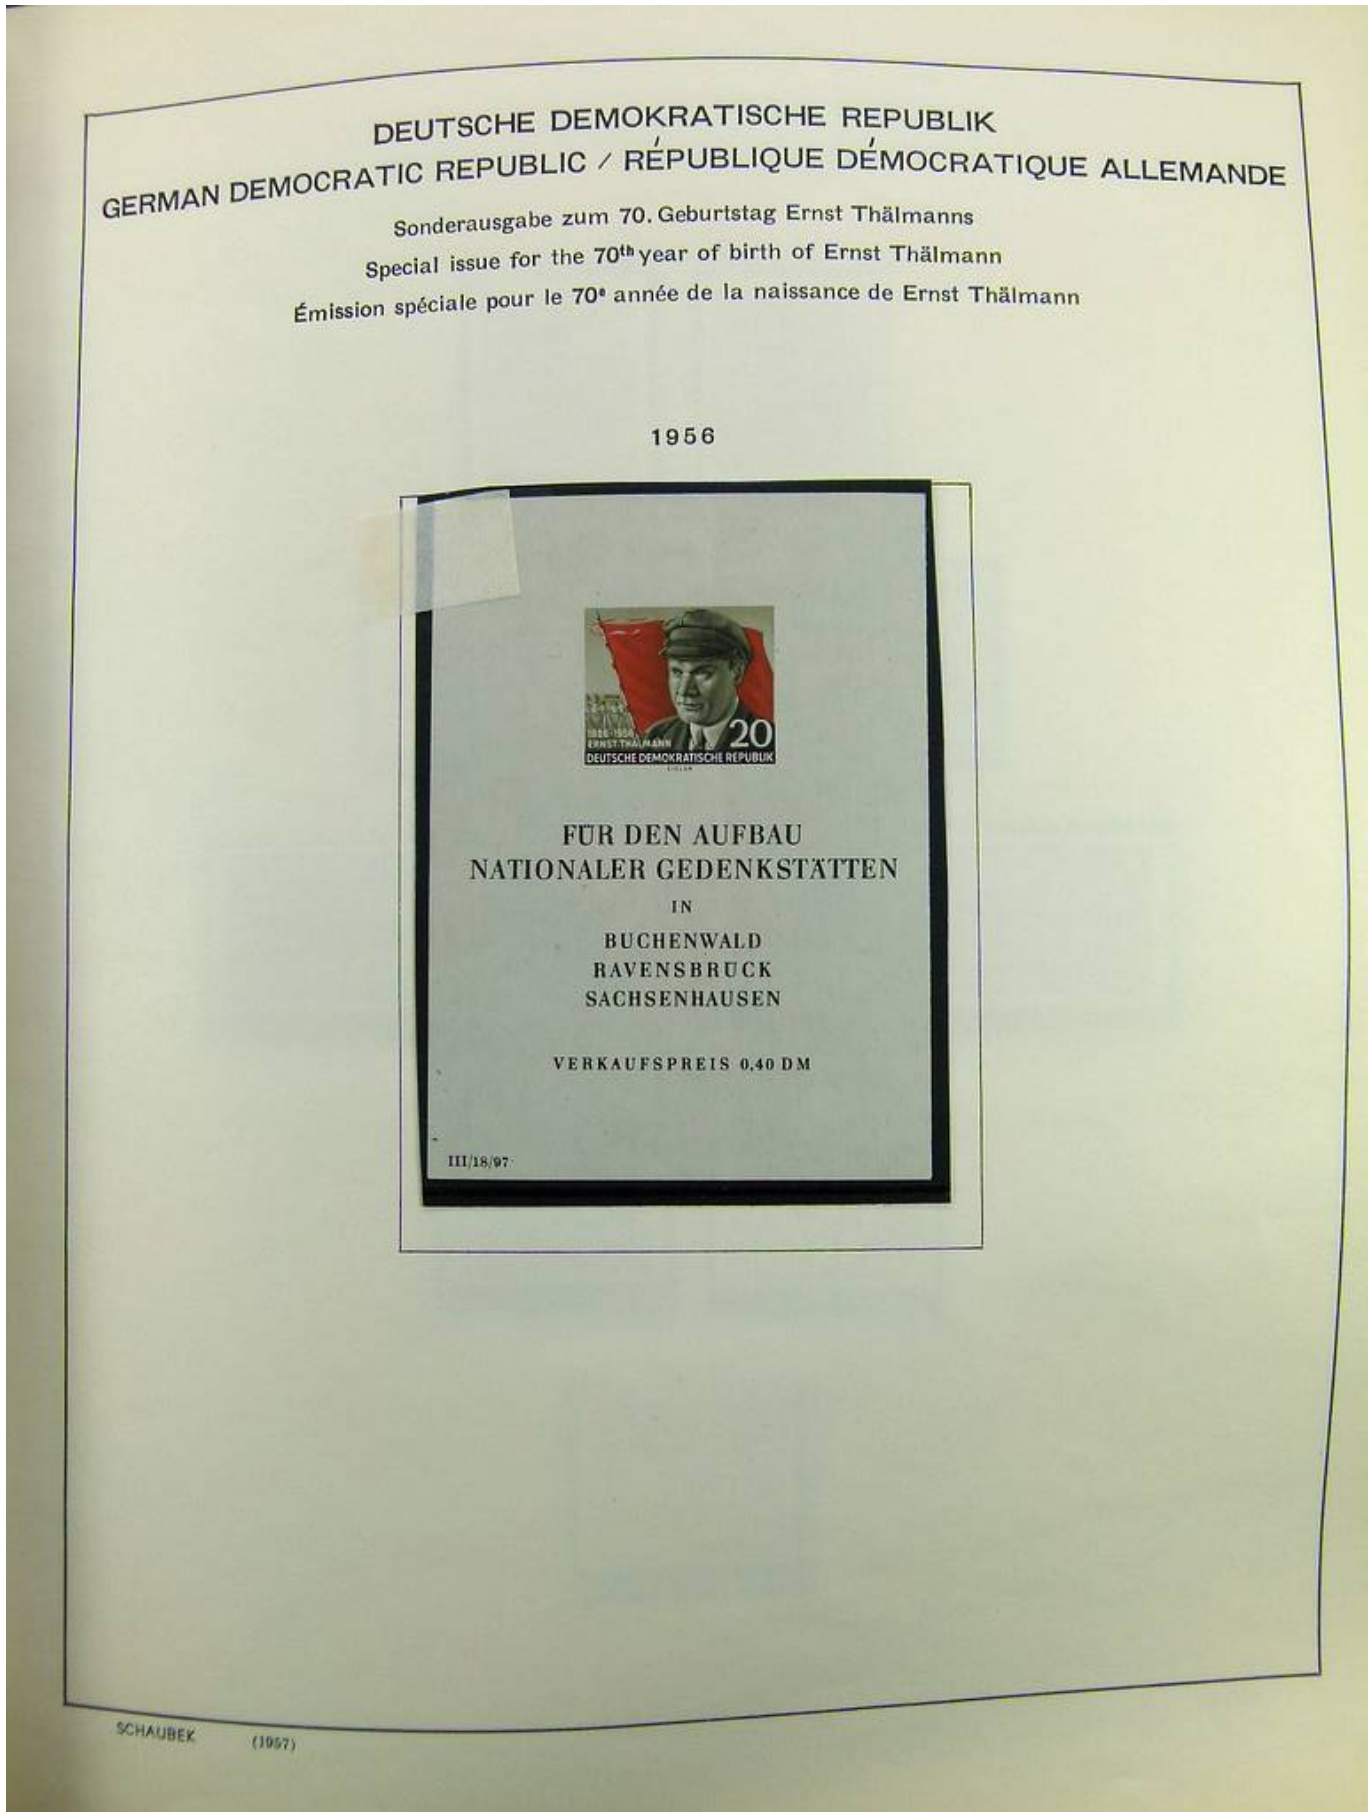 DEUTSCHE DEMOKRATISCHE REPUBLIK
GERMAN DEMOCRATIC REPUBLIC / RÉPUBLIQUE DÉMOCRATIQUE ALLEMANDE
Sonderausgabe zum 70. Geburtstag Ernst Thälmanns
Special issue for the 70th year of birth of Ernst Thälmann
Émission spéciale pour le 70e année de la naissance de Ernst Thälmann
1956
1886-1956
ERNST THÄLMANN
20
DEUTSCHE DEMOKRATISCHE REPUBLIK
FÜR DEN AUFBAU
NATIONALER GEDENKSTÄTTEN
IN
BUCHENWALD
RAVENSBRÜCK
SACHSENHAUSEN
VERKAUFSPREIS 0,40 DM
III/18/97
SCHAUBEK (1957)